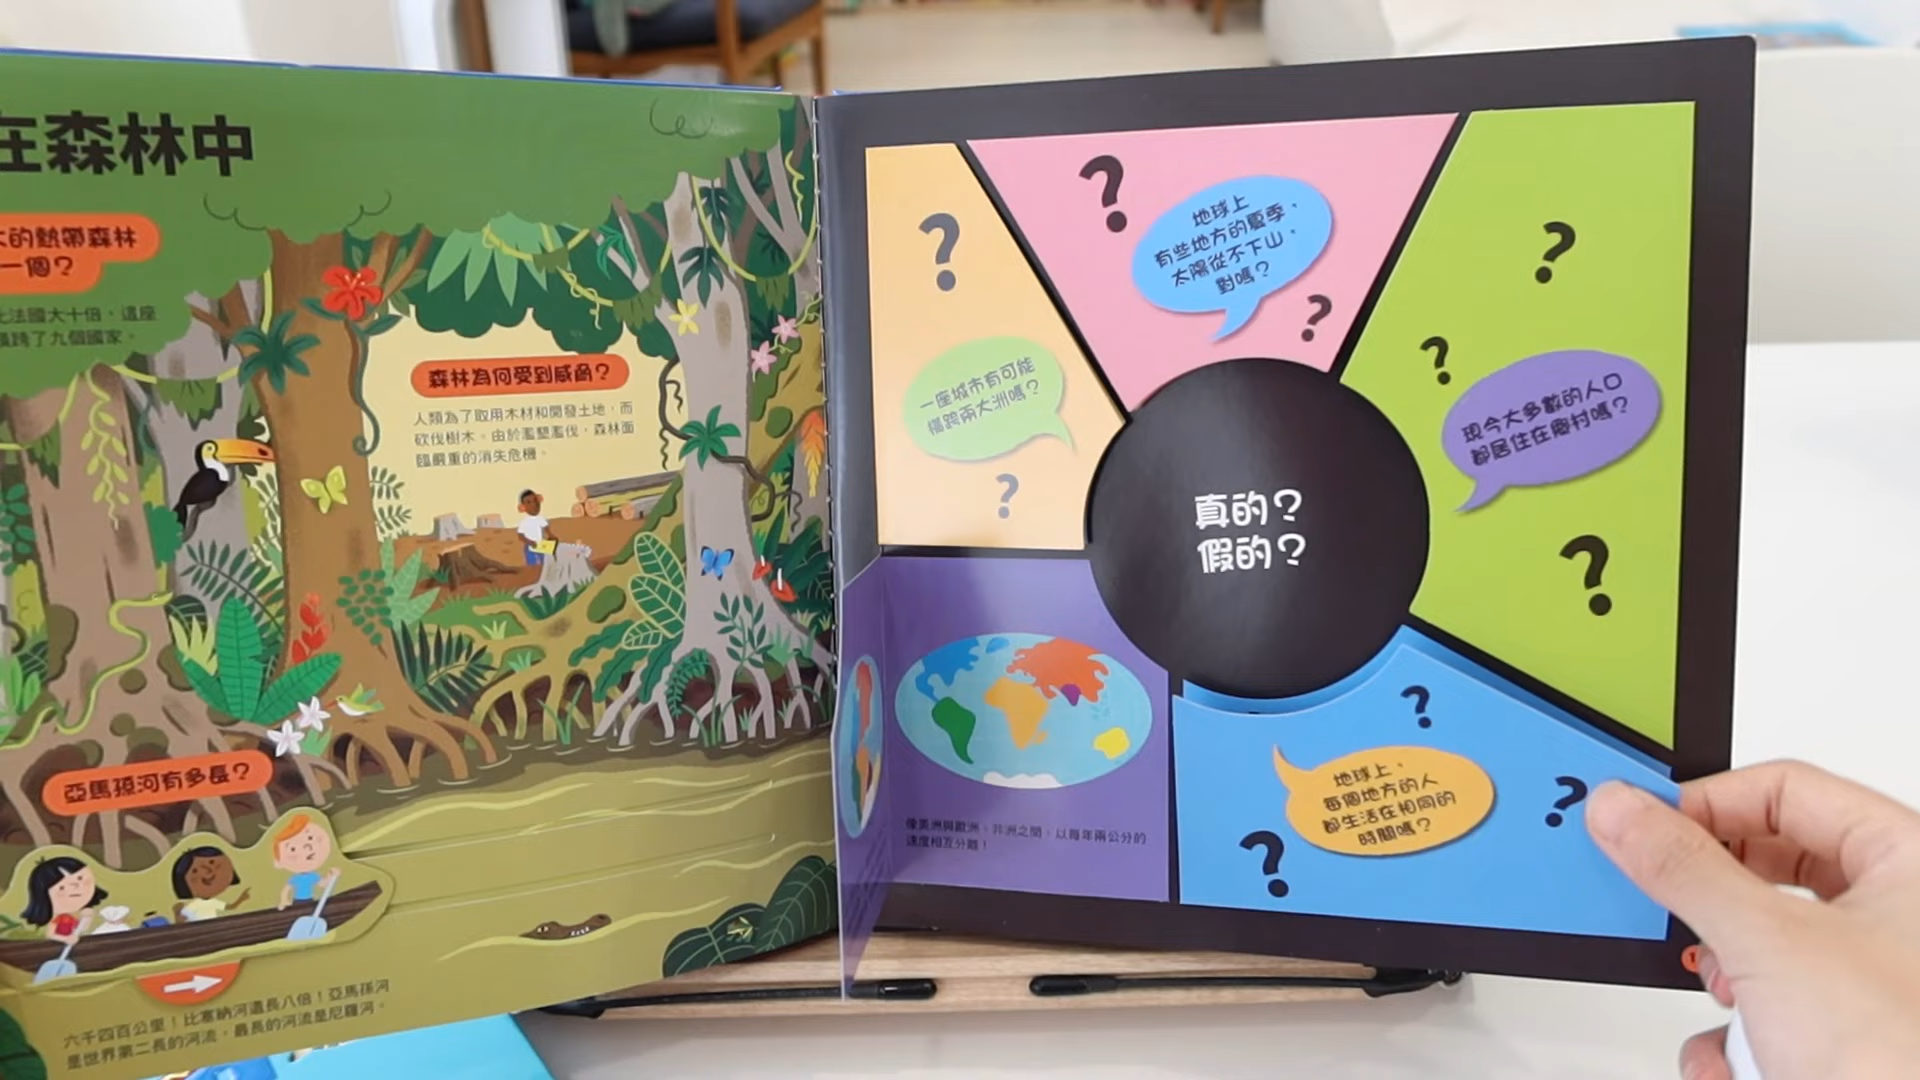 在森林中
的熱帶森林
一個?
比法國大十倍,這座
橫跨了九個國家。
森林為何受到威脅?
人類為了取用木材和開發土地,而
砍伐樹木。由於濫墾濫伐,森林面
臨嚴重的消失危機。
亞馬孫河有多長?
六千四百公里!比塞納河還長八倍!亞馬孫河
是世界第二長的河流,最長的河流是尼羅河。
?
一座城市有可能
橫跨兩大洲嗎?
?
?
地球上
有些地方的夏季,
太陽從不下山,
對嗎?
?
?
?
現今大多數的人口
都居住在鄉村嗎?
?
真的?
假的?
像美洲與歐洲、非洲之間,以每年兩公分的
速度相互分離!
?
地球上,
每個地方的人
都生活在相同的
時間嗎?
?
?